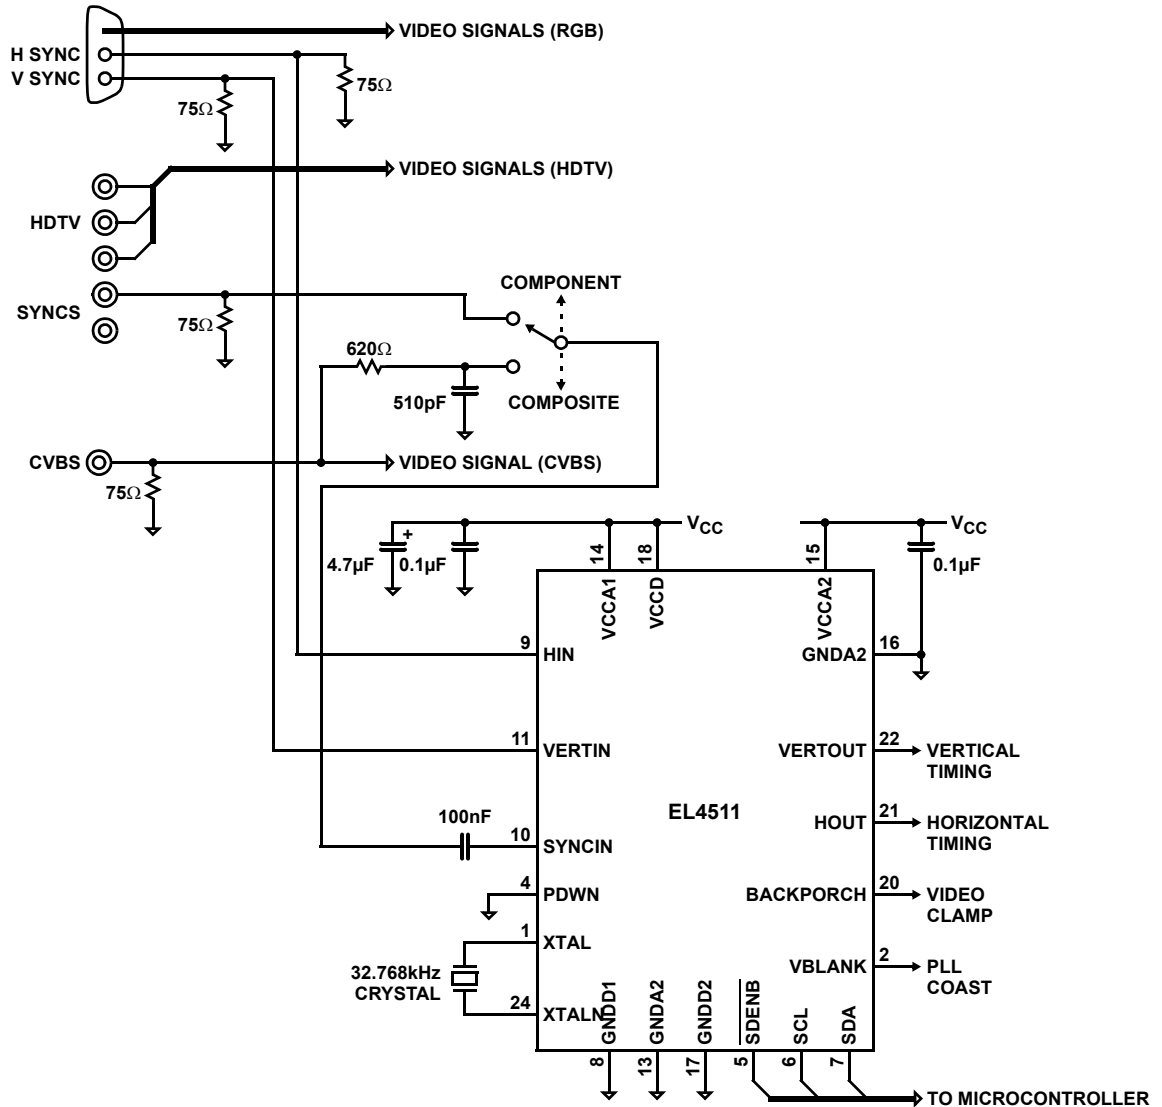 VIDEO SIGNALS (RGB)
H SYNC
V SYNC
75Ω
75Ω
VIDEO SIGNALS (HDTV)
HDTV
SYNCS
75Ω
COMPONENT
620Ω
510pF
COMPOSITE
CVBS
VIDEO SIGNAL (CVBS)
75Ω
VCC
VCC
4.7µF
+
0.1µF
14
18
15
0.1µF
VCCA1
VCCD
VCCA2
9
HIN
GNDA2
16
11
VERTIN
VERTOUT
22
VERTICAL
TIMING
EL4511
HOUT
21
HORIZONTAL
TIMING
100nF
10
SYNCIN
4
PDWN
BACKPORCH
20
VIDEO
CLAMP
1
XTAL
VBLANK
2
PLL
COAST
32.768kHz
CRYSTAL
24
XTALN
GNDD1
GNDA2
GNDD2
SDENB
SCL
SDA
8
13
17
5
6
7
TO MICROCONTROLLER